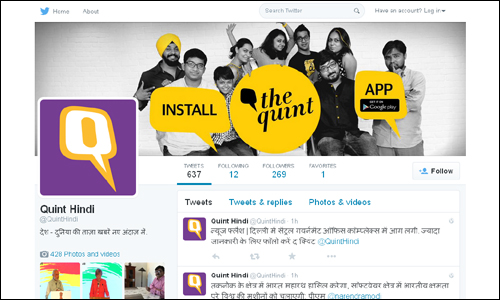 Home
About
Search Twitter
Have an account? Log in
INSTALL
the
quint
APP
GET IT ON
Google play
TWEETS
FOLLOWING
FOLLOWERS
FAVORITES
637
12
269
1
Follow
Quint Hindi
@QuintHindi
देश - दुनिया की ताज़ा खबरें नए अंदाज़ में.
428 Photos and videos
Tweets
Tweets & replies
Photos & videos
Quint Hindi @QuintHindi · 1h
न्यूज़ फ्लैश | दिल्ली में सेंट्रल गवर्नमेंट ऑफिस कॉम्प्लेक्स में आग लगी. ज्यादा
जानकारी के लिए फॉलो करें द क्विंट @QuintHindi
Quint Hindi @QuintHindi · 1h
तकनीक के क्षेत्र में भारत महारथ हासिल करेगा, सॉफ्टवेयर क्षेत्र में भारतीय क्षमता
पूरे विश्व की मशीनों को चलाएगी: पीएम @narendramodi